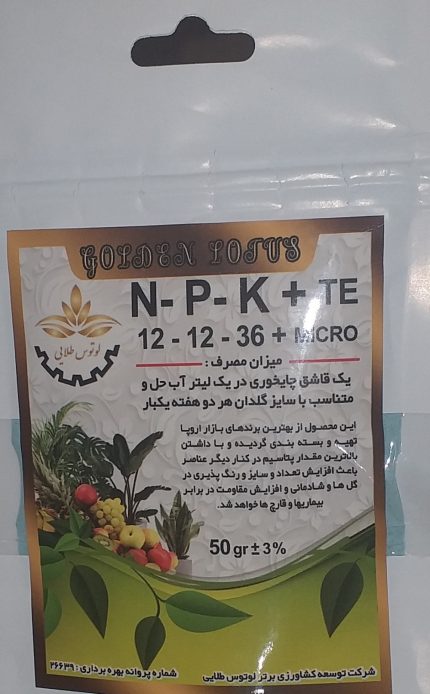 GOLDEN LOTUS
N- P- K + TE
12 - 12 - 36 + MICRO
لوتوس طلایی
میزان مصرف :
یک قاشق چایخوری در یک لیتر آب حل و
متناسب با سایز گلدان هر دو هفته یکبار
این محصول از بهترین برندهای بازار اروپا
تهیه و بسته بندی گردیده و با داشتن
بالاترین مقدار پتاسیم در کنار دیگر عناصر
باعث افزایش تعداد و سایز و رنگ پذیری در
گل ها و شادمانی و افزایش مقاومت در برابر
بیماریها و قارچ ها خواهد شد.
50 gr ± 3%
شرکت توسعه کشاورزی برتر لوتوس طلایی
شماره پروانه بهره برداری : ۲۶۶۳۹